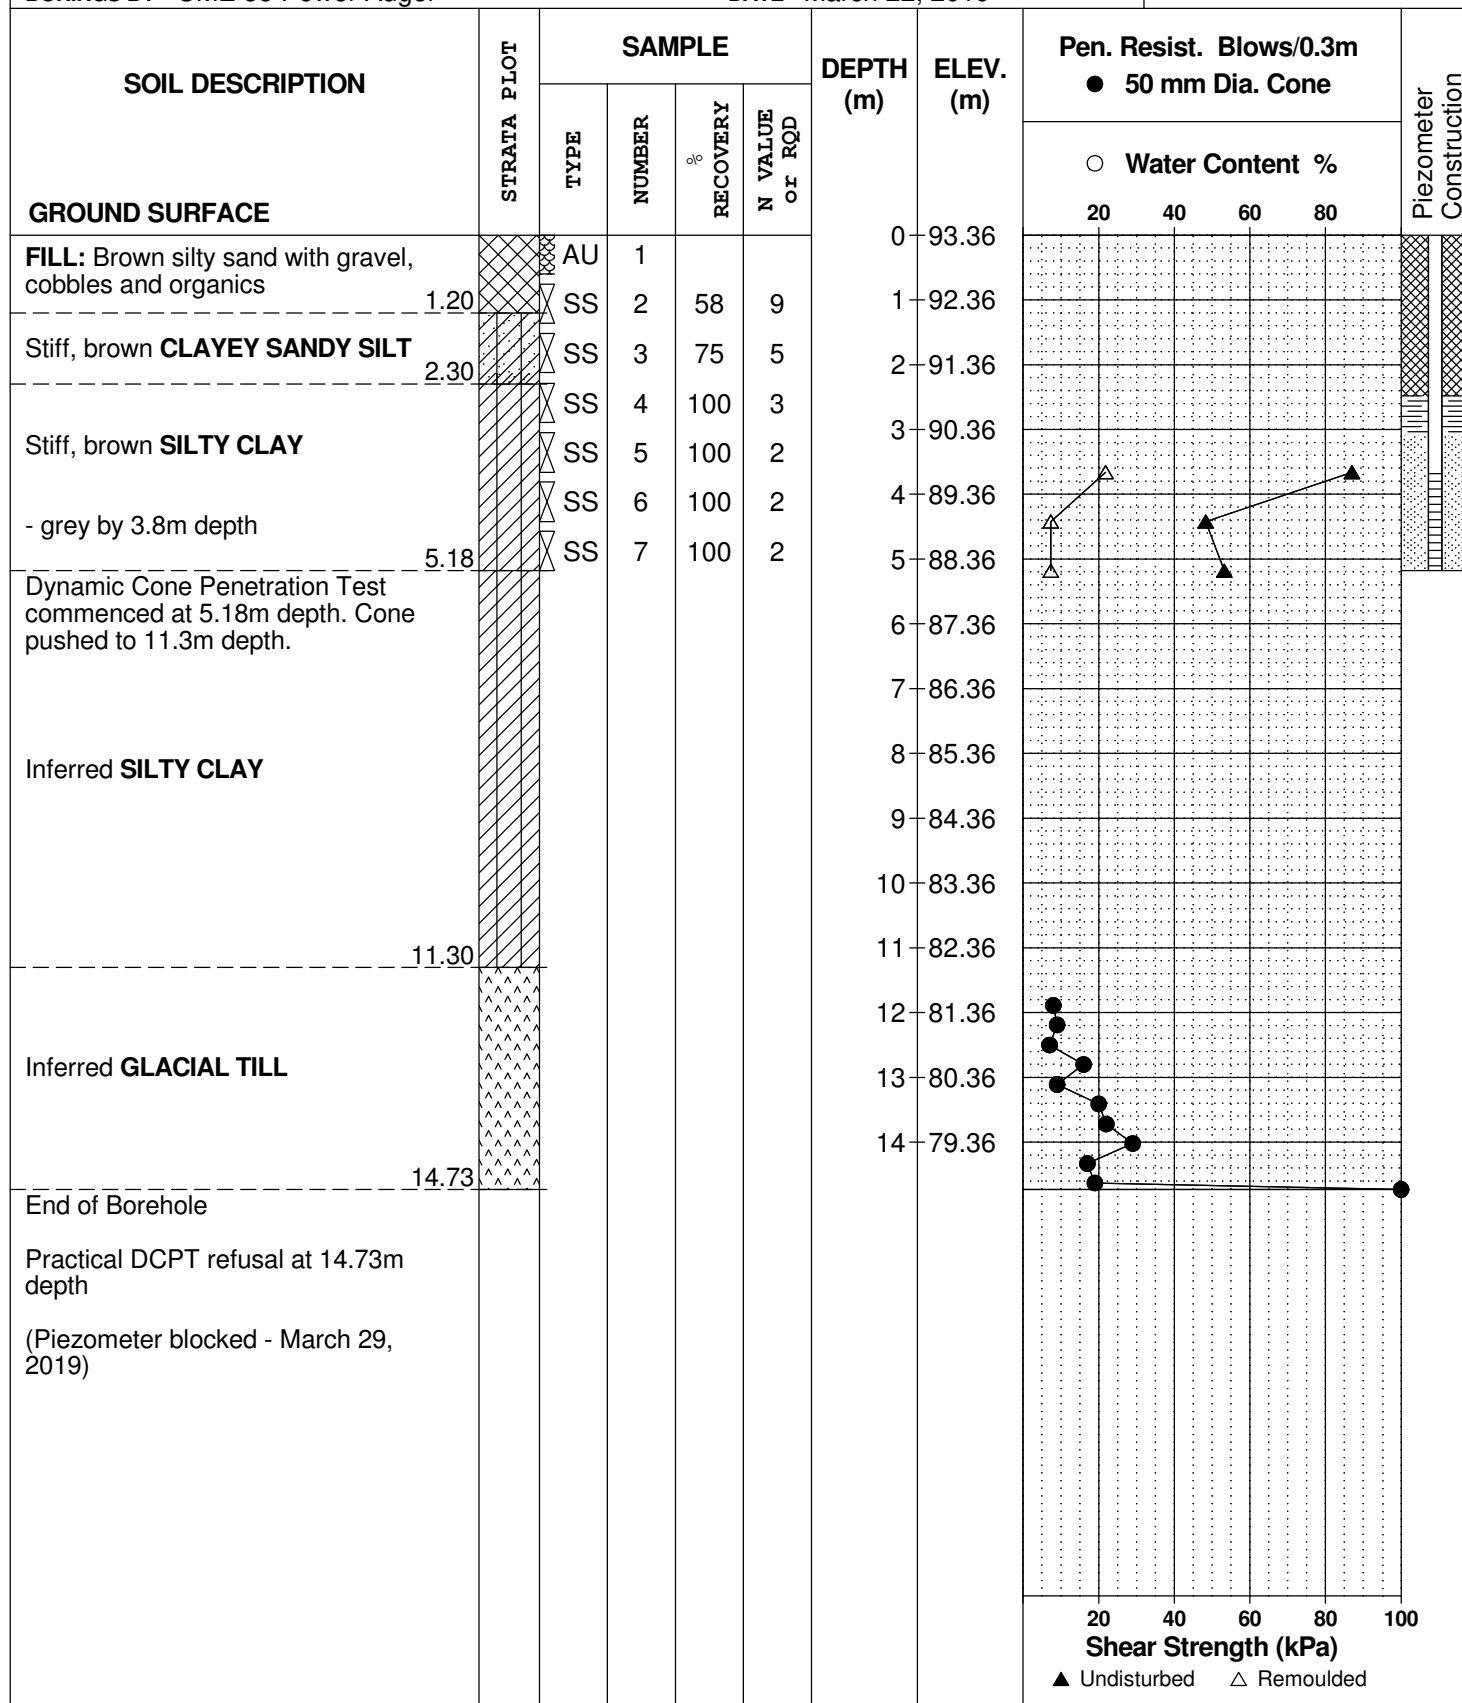 SOIL DESCRIPTION
GROUND SURFACE
STRATA PLOT
SAMPLE
TYPE
NUMBER
% RECOVERY
N VALUE or RQD
DEPTH (m)
ELEV. (m)
Pen. Resist. Blows/0.3m
● 50 mm Dia. Cone
○ Water Content %
20 40 60 80
Piezometer Construction
FILL: Brown silty sand with gravel,
cobbles and organics
1.20
Stiff, brown CLAYEY SANDY SILT
2.30
Stiff, brown SILTY CLAY
- grey by 3.8m depth
5.18
Dynamic Cone Penetration Test
commenced at 5.18m depth. Cone
pushed to 11.3m depth.
Inferred SILTY CLAY
11.30
Inferred GLACIAL TILL
14.73
End of Borehole
Practical DCPT refusal at 14.73m
depth
(Piezometer blocked - March 29,
2019)
AU 1
SS 2 58 9
SS 3 75 5
SS 4 100 3
SS 5 100 2
SS 6 100 2
SS 7 100 2
0 93.36
1 92.36
2 91.36
3 90.36
4 89.36
5 88.36
6 87.36
7 86.36
8 85.36
9 84.36
10 83.36
11 82.36
12 81.36
13 80.36
14 79.36
20 40 60 80 100
Shear Strength (kPa)
▲ Undisturbed △ Remoulded